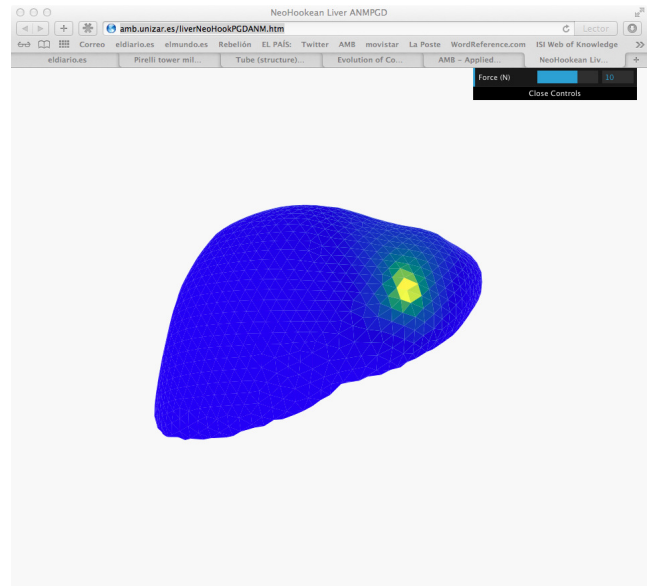 NeoHookean Liver ANMPGD
amb.unizar.es/liverNeoHookPGDANM.htm
Lector
Correo eldiario.es elmundo.es Rebelión EL PAÍS: Twitter AMB movistar La Poste WordReference.com ISI Web of Knowledge
eldiario.es Pirelli tower mil... Tube (structure)... Evolution of Co... AMB – Applied... NeoHookean Liv...
Force (N) 10
Close Controls